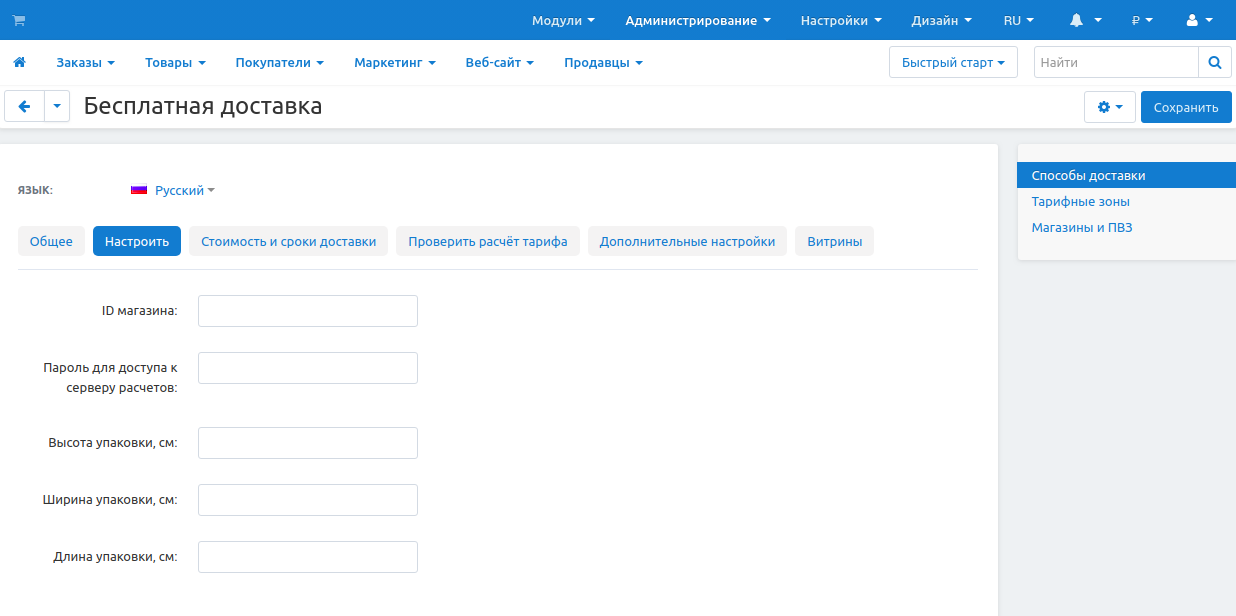 Модули Администрирование Настройки Дизайн RU ₽
Заказы Товары Покупатели Маркетинг Веб-сайт Продавцы Быстрый старт Найти
Бесплатная доставка Сохранить
ЯЗЫК: Русский
Общее Настроить Стоимость и сроки доставки Проверить расчёт тарифа Дополнительные настройки Витрины
ID магазина:
Пароль для доступа к
серверу расчетов:
Высота упаковки, см:
Ширина упаковки, см:
Длина упаковки, см:
Способы доставки
Тарифные зоны
Магазины и ПВЗ